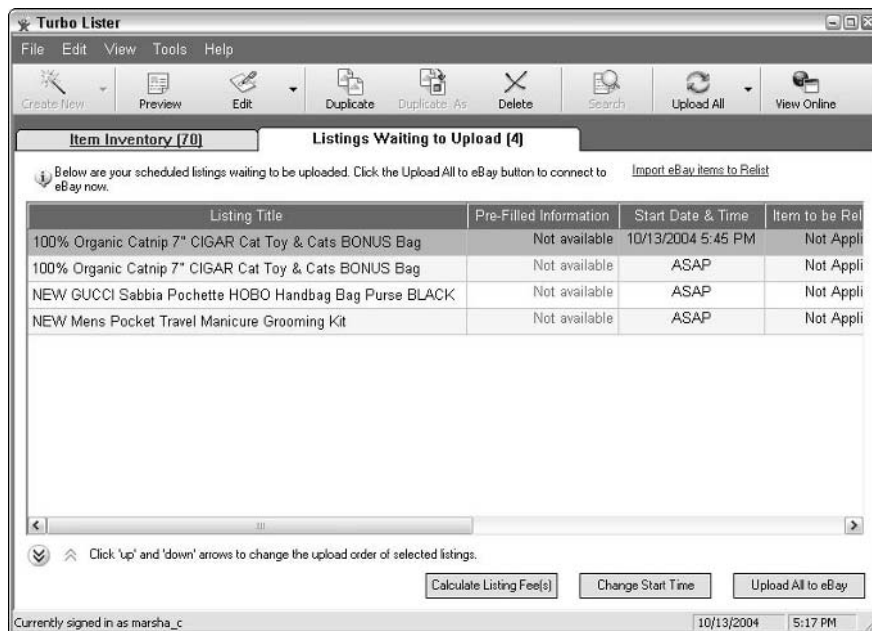 Turbo Lister
File Edit View Tools Help
Create New Preview Edit Duplicate Duplicate As Delete Search Upload All View Online
Item Inventory (70) Listings Waiting to Upload (4)
Below are your scheduled listings waiting to be uploaded. Click the Upload All to eBay button to connect to Import eBay items to Relist
eBay now.
Listing Title Pre-Filled Information Start Date & Time Item to be Rel
100% Organic Catnip 7" CIGAR Cat Toy & Cats BONUS Bag Not available 10/13/2004 5:45 PM Not Appli
100% Organic Catnip 7" CIGAR Cat Toy & Cats BONUS Bag Not available ASAP Not Appli
NEW GUCCI Sabbia Pochette HOBO Handbag Bag Purse BLACK Not available ASAP Not Appli
NEW Mens Pocket Travel Manicure Grooming Kit Not available ASAP Not Appli
Click 'up' and 'down' arrows to change the upload order of selected listings.
Calculate Listing Fee(s) Change Start Time Upload All to eBay
Currently signed in as marsha_c 10/13/2004 5:17 PM